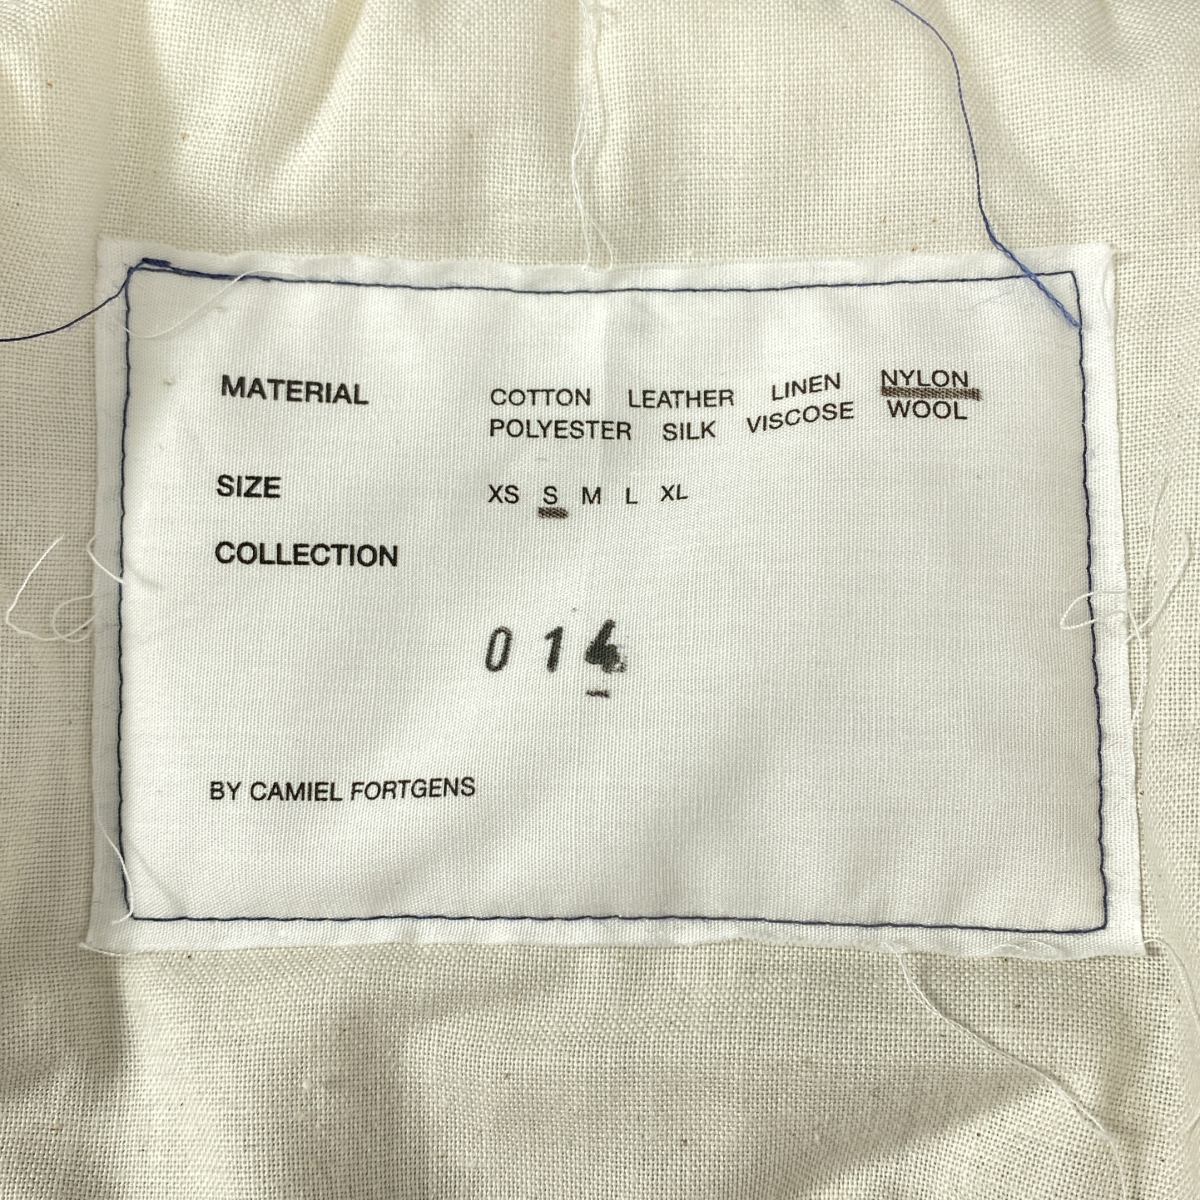 MATERIAL COTTON LEATHER LINEN NYLON
POLYESTER SILK VISCOSE WOOL
SIZE XS S M L XL
COLLECTION
014
BY CAMIEL FORTGENS